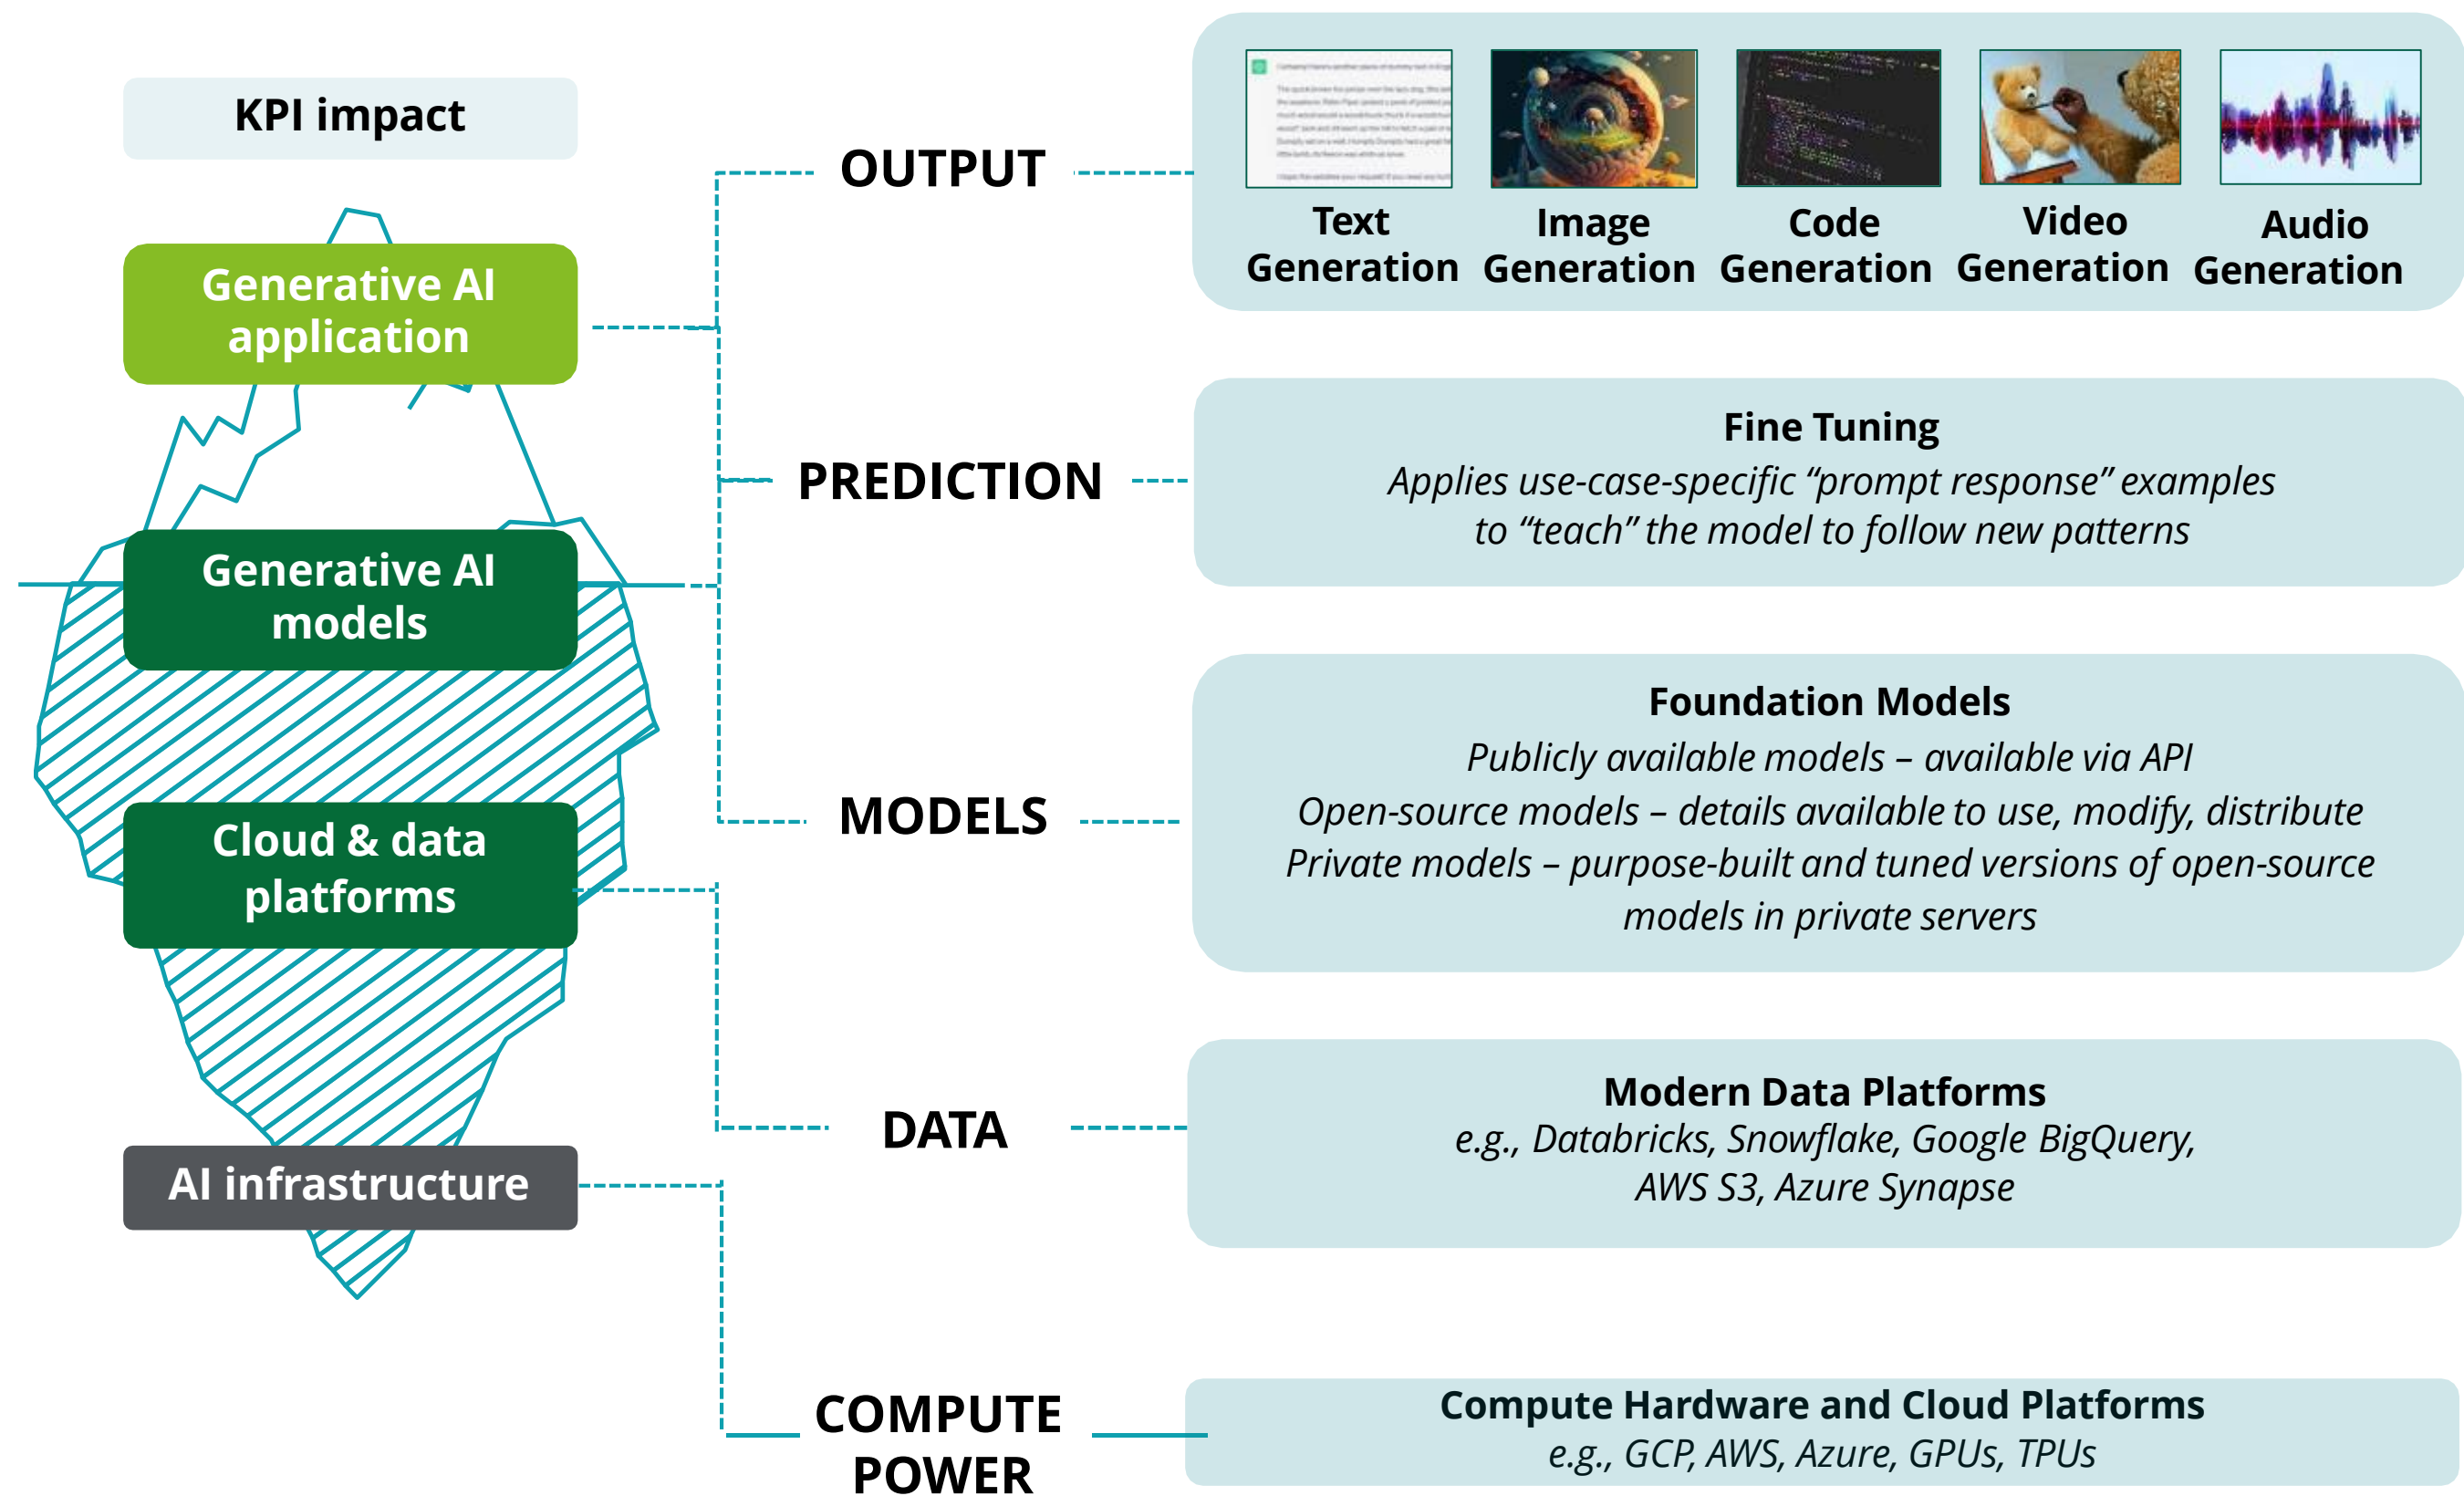 KPI impact
Generative AI
application
Generative AI
models
Cloud & data
platforms
AI infrastructure
OUTPUT
Text
Generation
Image
Generation
Code
Generation
Video
Generation
Audio
Generation
PREDICTION
Fine Tuning
Applies use-case-specific “prompt response” examples
to “teach” the model to follow new patterns
MODELS
Foundation Models
Publicly available models – available via API
Open-source models – details available to use, modify, distribute
Private models – purpose-built and tuned versions of open-source
models in private servers
DATA
Modern Data Platforms
e.g., Databricks, Snowflake, Google BigQuery,
AWS S3, Azure Synapse
COMPUTE
POWER
Compute Hardware and Cloud Platforms
e.g., GCP, AWS, Azure, GPUs, TPUs